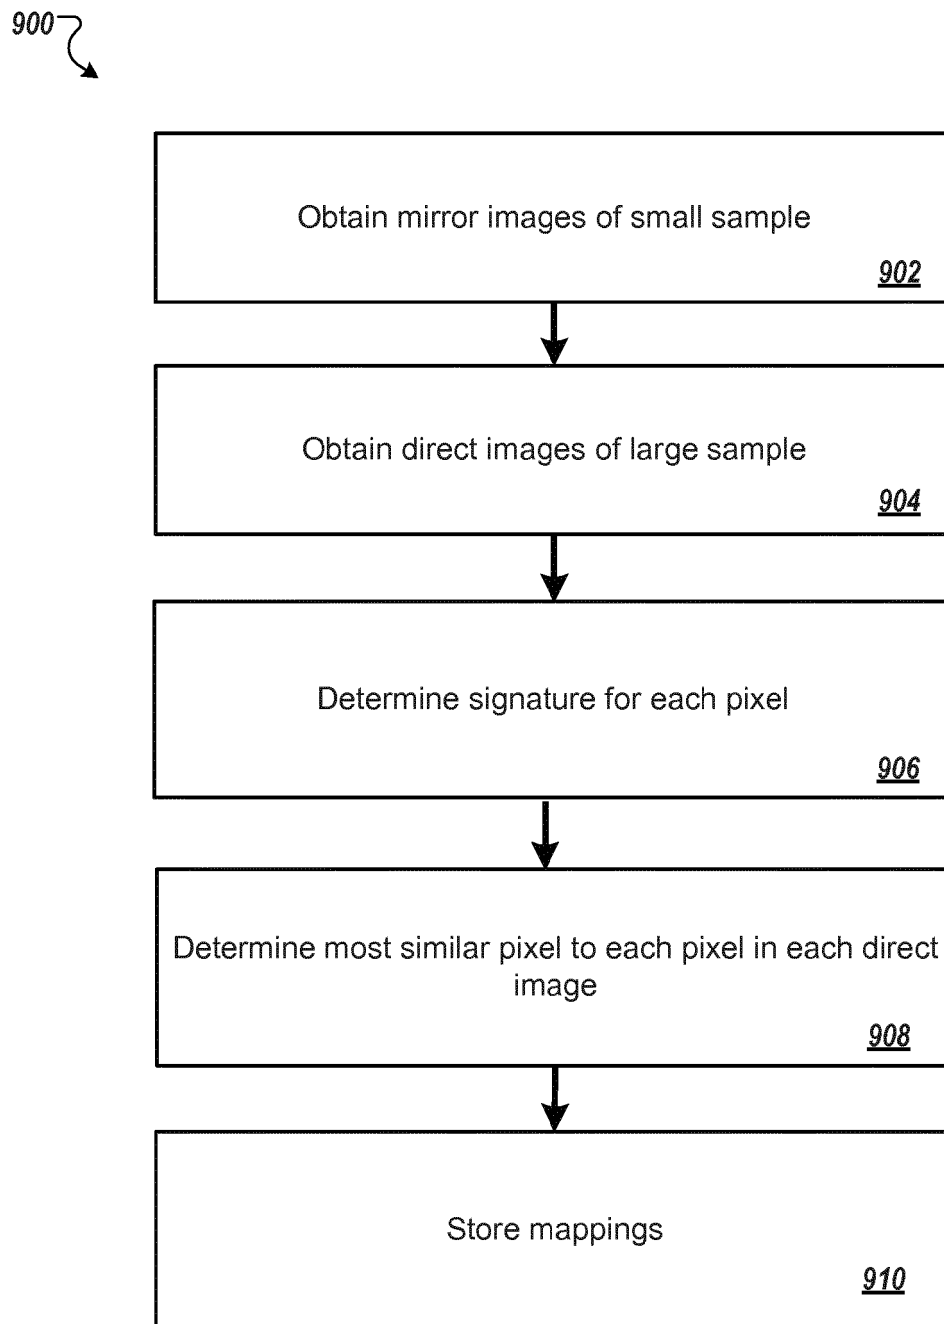 900
Obtain mirror images of small sample
902
Obtain direct images of large sample
904
Determine signature for each pixel
906
Determine most similar pixel to each pixel in each direct
image
908
Store mappings
910